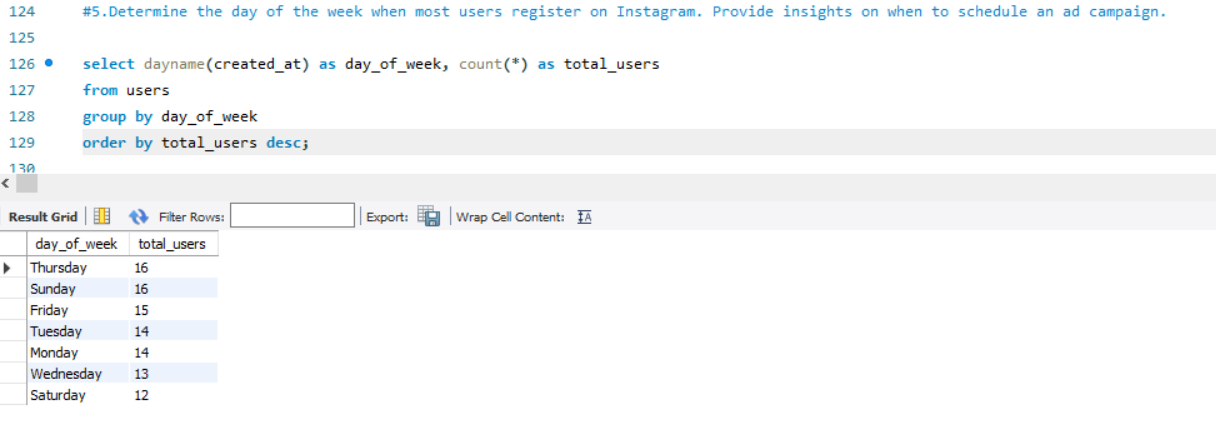 124 #5.Determine the day of the week when most users register on Instagram. Provide insights on when to schedule an ad campaign.
125
126 select dayname(created_at) as day_of_week, count(*) as total_users
127 from users
128 group by day_of_week
129 order by total_users desc;
130
Result Grid Filter Rows: Export: Wrap Cell Content: IA
day_of_week total_users
Thursday 16
Sunday 16
Friday 15
Tuesday 14
Monday 14
Wednesday 13
Saturday 12